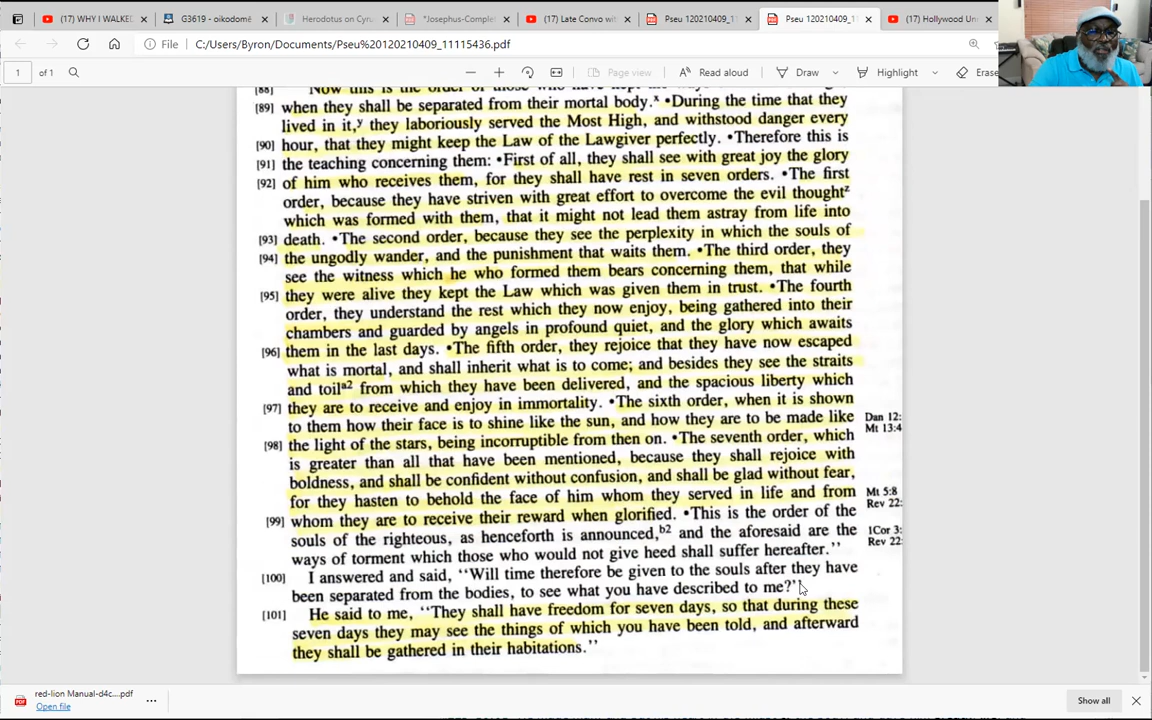 WHY I WALKED
G3619 - oikodomē
Herodotus on Cyru
*Josephus-Comple
Late Convo with
Pseu 120210409_11
Pseu 120210409_11
Hollywood Un
File C:/Users/Byron/Documents/Pseu%20120210409_11115436.pdf
1 of 1 Page view Read aloud Draw Highlight Erase
[88] Now this is the order of those who have kept
[89] when they shall be separated from their mortal body.x •During the time that they
lived in it,y they laboriously served the Most High, and withstood danger every
[90] hour, that they might keep the Law of the Lawgiver perfectly. •Therefore this is
[91] the teaching concerning them: •First of all, they shall see with great joy the glory
[92] of him who receives them, for they shall have rest in seven orders. •The first
order, because they have striven with great effort to overcome the evil thoughtz
which was formed with them, that it might not lead them astray from life into
[93] death. •The second order, because they see the perplexity in which the souls of
[94] the ungodly wander, and the punishment that waits them. •The third order, they
see the witness which he who formed them bears concerning them, that while
[95] they were alive they kept the Law which was given them in trust. •The fourth
order, they understand the rest which they now enjoy, being gathered into their
chambers and guarded by angels in profound quiet, and the glory which awaits
[96] them in the last days. •The fifth order, they rejoice that they have now escaped
what is mortal, and shall inherit what is to come; and besides they see the straits
and toila2 from which they have been delivered, and the spacious liberty which
[97] they are to receive and enjoy in immortality. •The sixth order, when it is shown
to them how their face is to shine like the sun, and how they are to be made like Dan 12:
Mt 13:4
[98] the light of the stars, being incorruptible from then on. •The seventh order, which
is greater than all that have been mentioned, because they shall rejoice with
boldness, and shall be confident without confusion, and shall be glad without fear,
for they hasten to behold the face of him whom they served in life and from Mt 5:8
Rev 22:
[99] whom they are to receive their reward when glorified. •This is the order of the
souls of the righteous, as henceforth is announced,b2 and the aforesaid are the 1Cor 3:
Rev 22:
ways of torment which those who would not give heed shall suffer hereafter.''
[100] I answered and said, ''Will time therefore be given to the souls after they have
been separated from the bodies, to see what you have described to me?''
[101] He said to me, ''They shall have freedom for seven days, so that during these
seven days they may see the things of which you have been told, and afterward
they shall be gathered in their habitations.''
red-lion Manual-d4c....pdf
Open file
Show all